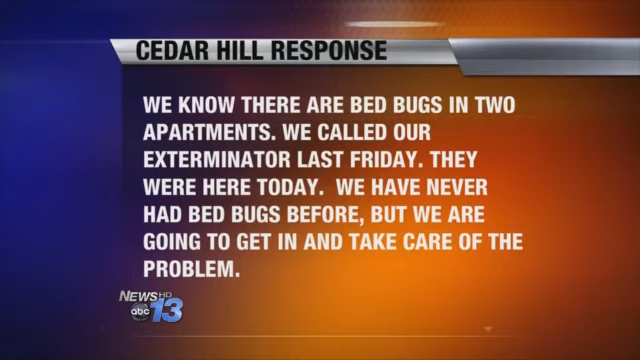 CEDAR HILL RESPONSE
WE KNOW THERE ARE BED BUGS IN TWO
APARTMENTS. WE CALLED OUR
EXTERMINATOR LAST FRIDAY. THEY
WERE HERE TODAY.  WE HAVE NEVER
HAD BED BUGS BEFORE, BUT WE ARE
GOING TO GET IN AND TAKE CARE OF THE
PROBLEM.
NEWS HD
abc 13